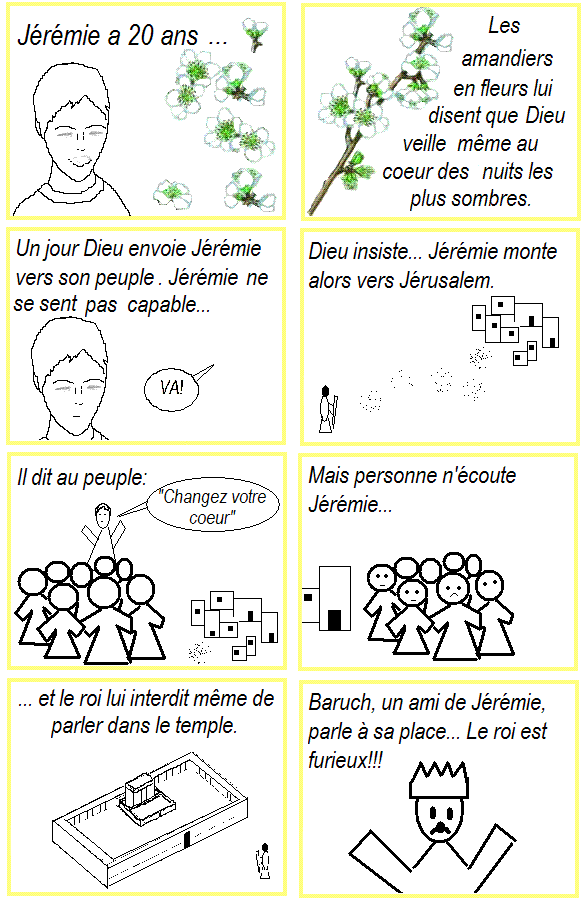 Jérémie a 20 ans ...
Les
amandiers
en fleurs lui
disent que Dieu
veille même au
coeur des nuits les
plus sombres.
Un jour Dieu envoie Jérémie
vers son peuple. Jérémie ne
se sent pas capable...
VA!
Dieu insiste... Jérémie monte
alors vers Jérusalem.
Il dit au peuple:
"Changez votre
coeur"
Mais personne n'écoute
Jérémie...
... et le roi lui interdit même de
parler dans le temple.
Baruch, un ami de Jérémie,
parle à sa place... Le roi est
furieux!!!